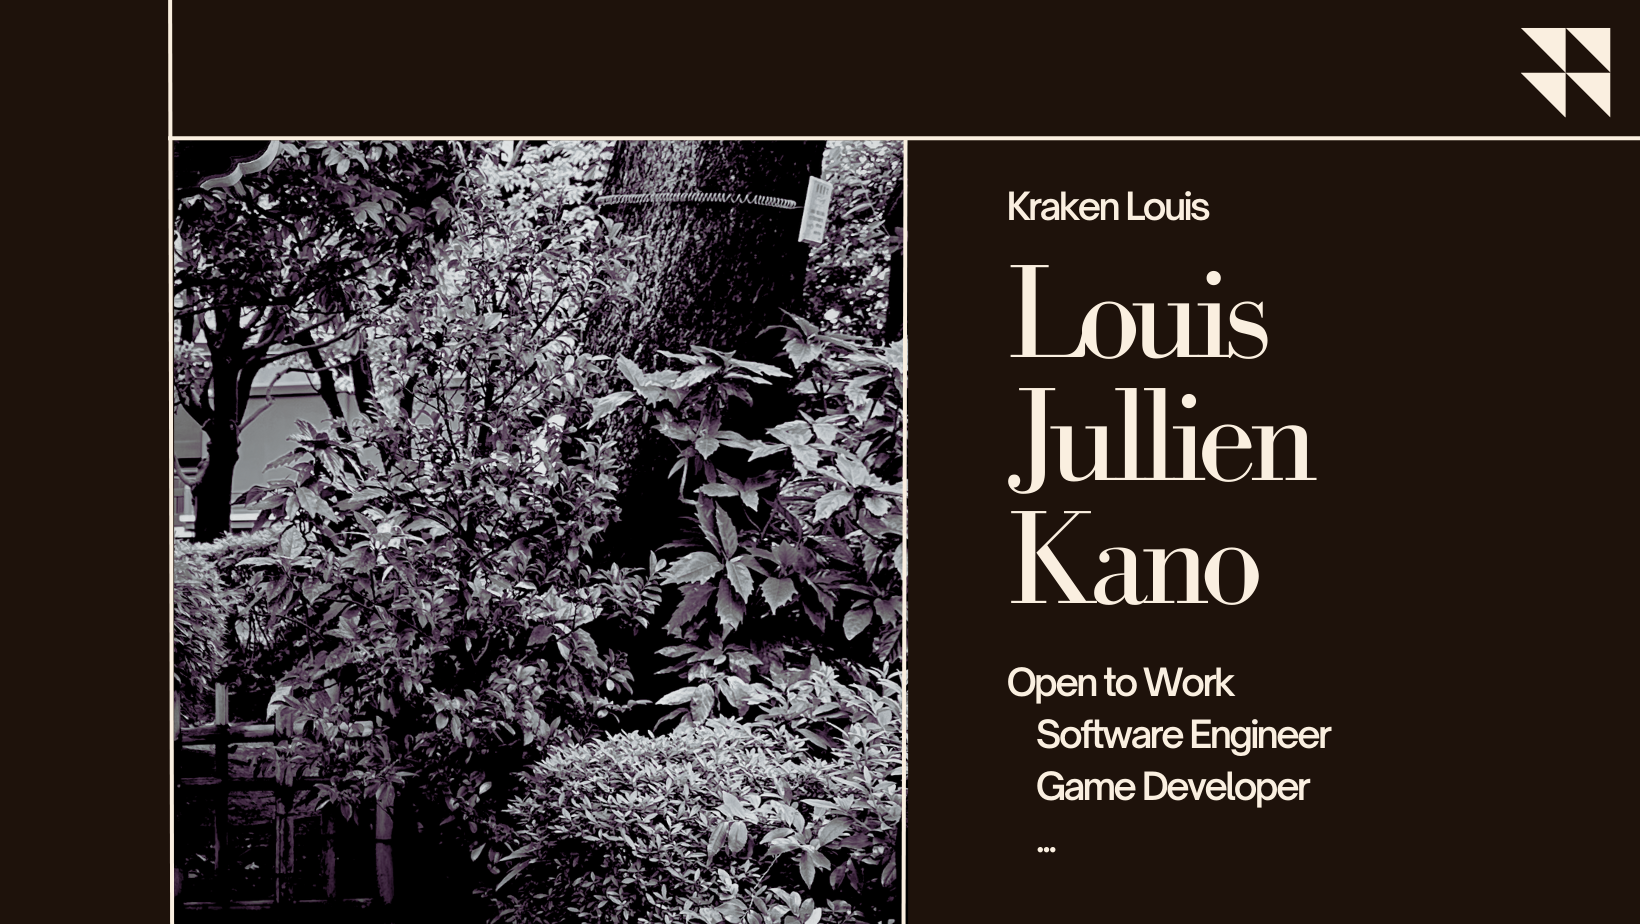 Kraken Louis
Louis
Jullien
Kano
Open to Work
Software Engineer
Game Developer
...